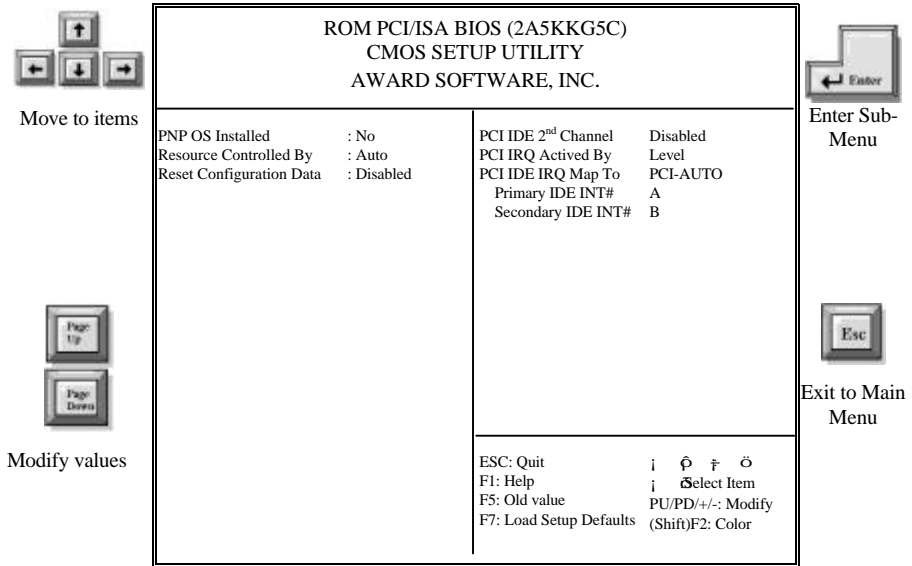 ROM PCI/ISA BIOS (2A5KKG5C)
CMOS SETUP UTILITY
AWARD SOFTWARE, INC.
Move to items
Enter
Enter Sub-
Menu
PNP OS Installed : No
Resource Controlled By : Auto
Reset Configuration Data : Disabled
PCI IDE 2nd Channel Disabled
PCI IRQ Actived By Level
PCI IDE IRQ Map To PCI-AUTO
Primary IDE INT# A
Secondary IDE INT# B
Page
Up
Page
Down
Modify values
Esc
Exit to Main
Menu
ESC: Quit
F1: Help
F5: Old value
F7: Load Setup Defaults
Select Item
PU/PD/+/-: Modify
(Shift)F2: Color